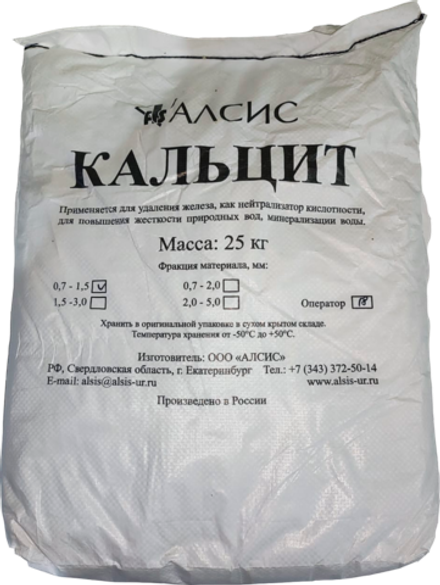 АЛСИС
КАЛЬЦИТ
Применяется для удаления железа, как нейтрализатор кислотности,
для повышения жесткости природных вод, минерализации воды.
Масса: 25 кг
Фракция материала, мм:
0,7 - 1,5 0,7 - 2,0
1,5 -3,0 2,0 - 5,0 Оператор
Хранить в оригинальной упаковке в сухом крытом складе.
Температура хранения от -50°С до +50°С.
Изготовитель: ООО «АЛСИС»
РФ, Свердловская область, г. Екатеринбург Тел.: +7 (343) 372-50-14
E-mail: alsis@alsis-ur.ru www.alsis-ur.ru
Произведено в России